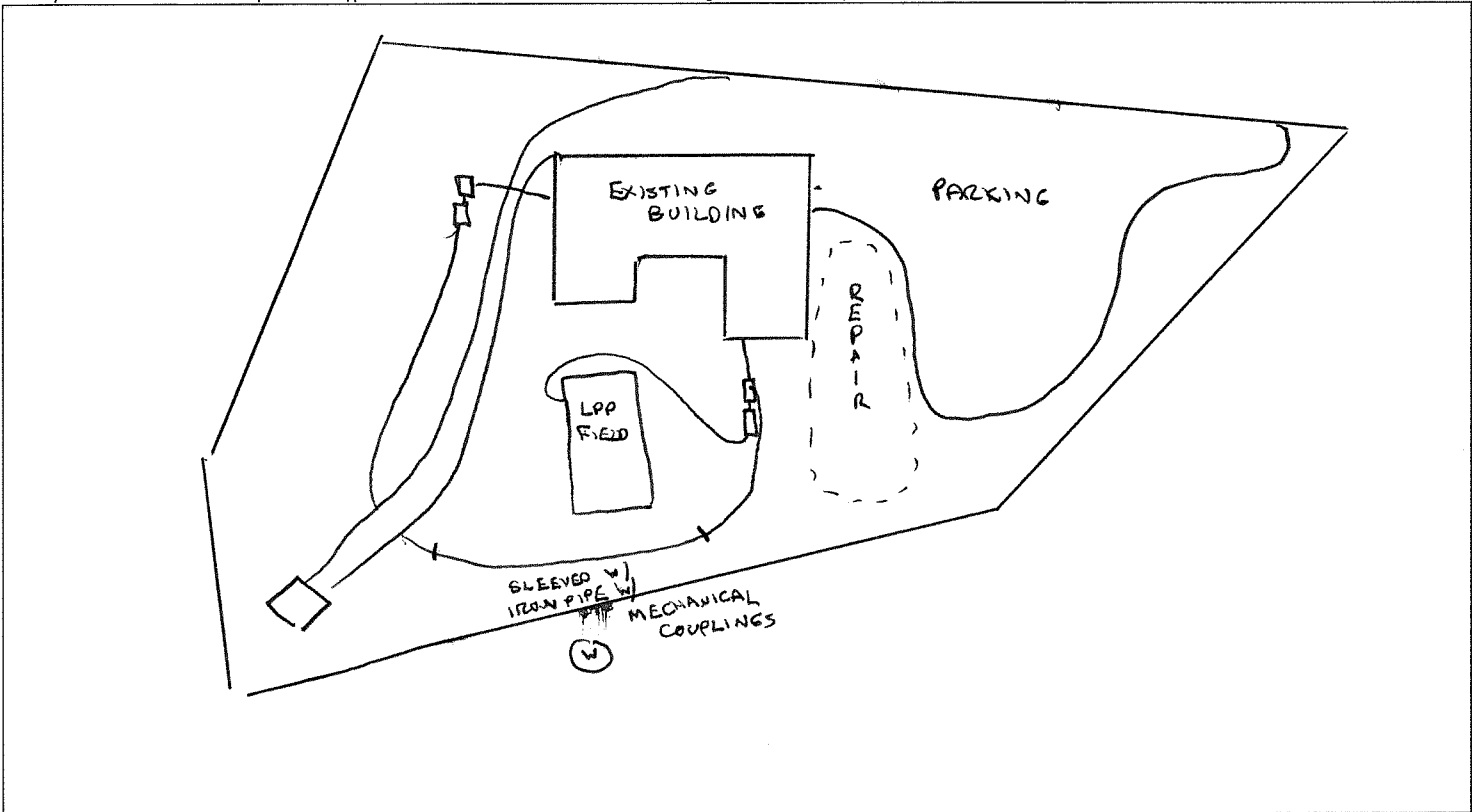 EXISTING
BUILDING
PARKING
REPAIR
LPP
FIELD
SLEEVED W/
IRON PIPE W/
MECHANICAL
COUPLINGS
W